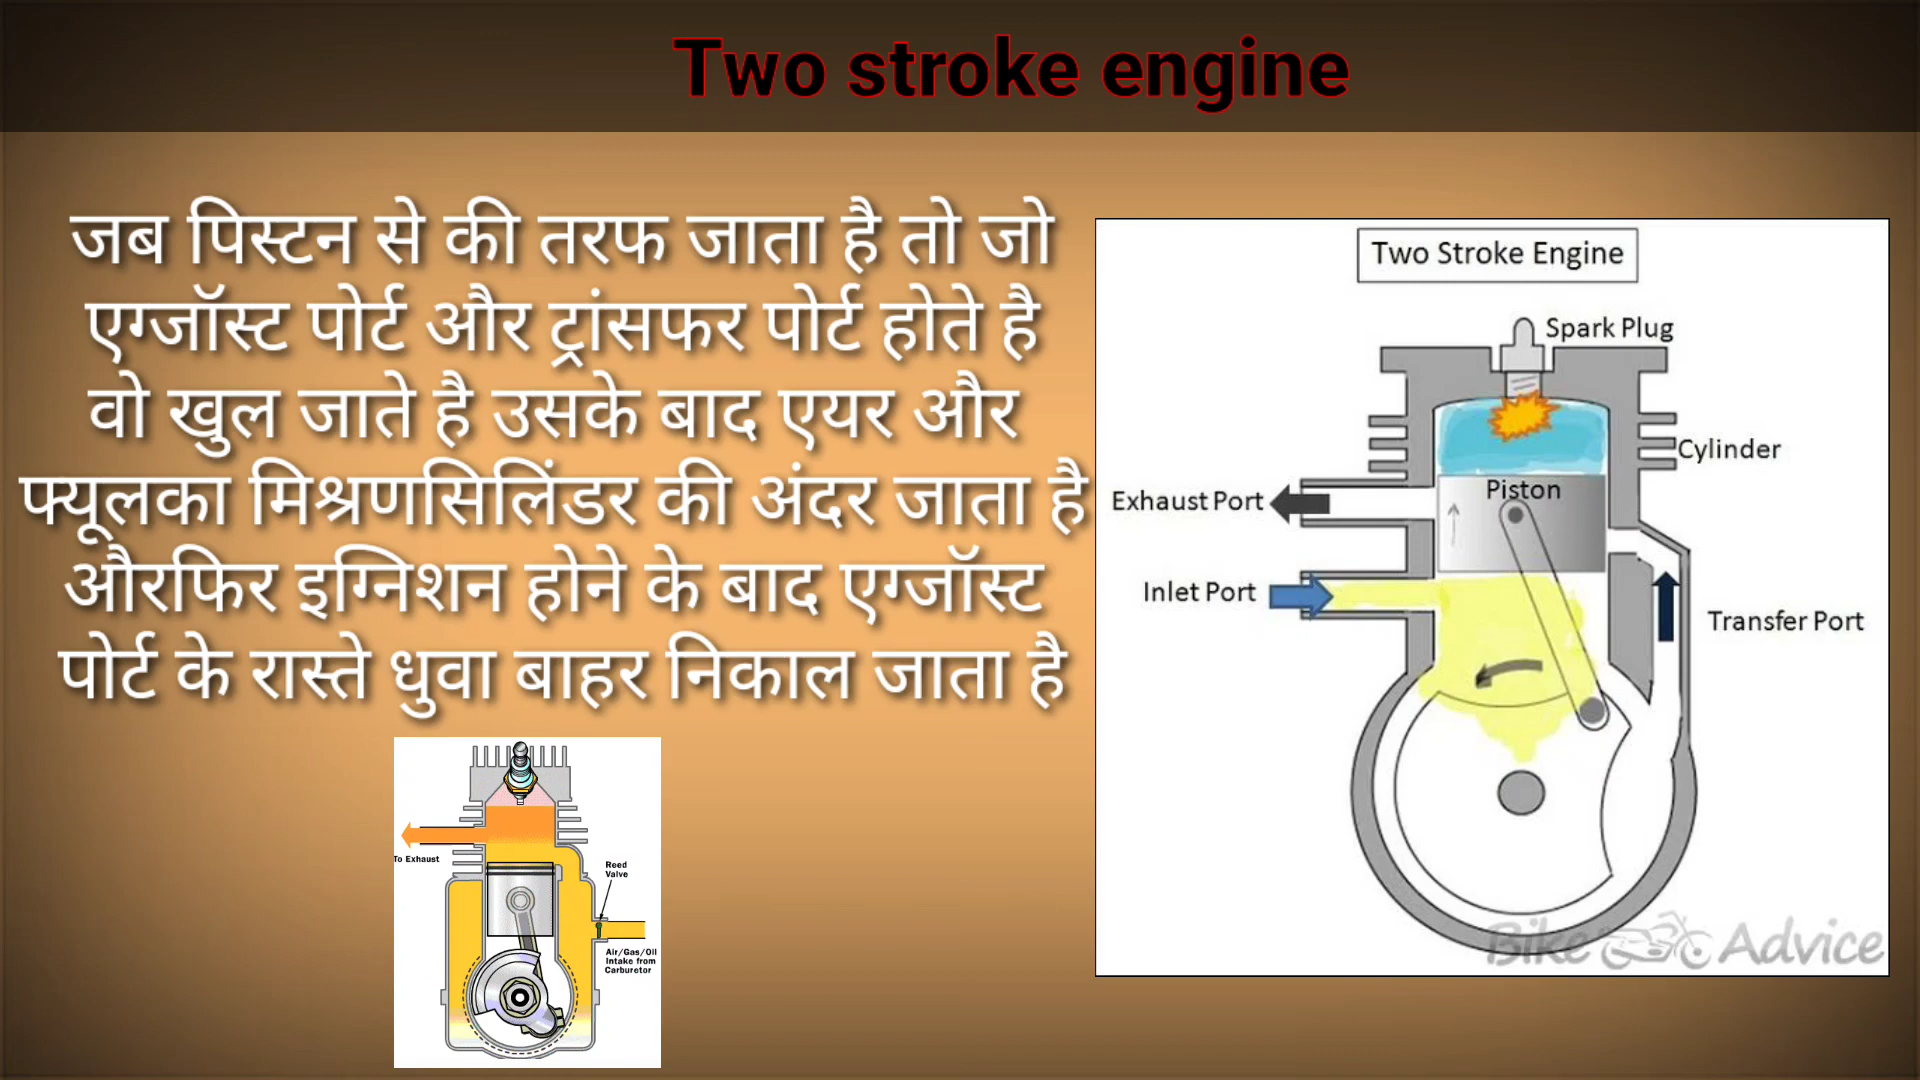 Two stroke engine
जब पिस्टन से की तरफ जाता है तो जो
एग्जॉस्ट पोर्ट और ट्रांसफर पोर्ट होते है
वो खुल जाते है उसके बाद एयर और
फ्यूलका मिश्रणसिलिंडर की अंदर जाता है
औरफिर इग्निशन होने के बाद एग्जॉस्ट
पोर्ट के रास्ते धुवा बाहर निकाल जाता है
Two Stroke Engine
Spark Plug
Cylinder
Piston
Exhaust Port
Inlet Port
Transfer Port
Bike Advice
To Exhaust
Reed
Valve
Air/Gas/Oil
Intake from
Carburetor